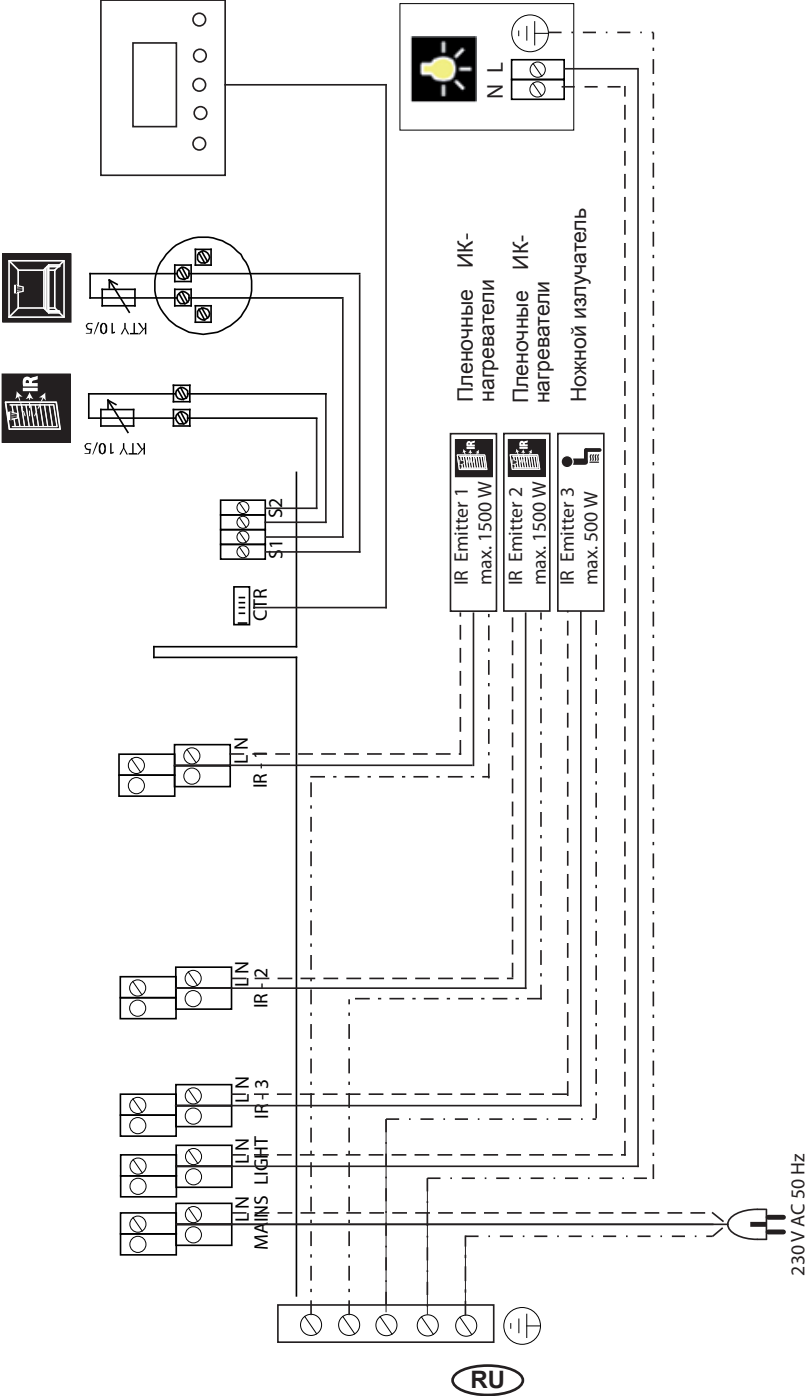 KTY 10/5
KTY 10/5
IR
S1
S2
CTR
N L
Пленочные ИК-
нагреватели
Пленочные ИК-
нагреватели
Ножной излучатель
IR Emitter 1
max. 1500 W
IR
IR Emitter 2
max. 1500 W
IR
IR Emitter 3
max. 500 W
L N
IR - 1
L N
IR - 2
L N
IR - 3
L N
LIGHT
L N
MAINS
230 V AC 50 Hz
RU